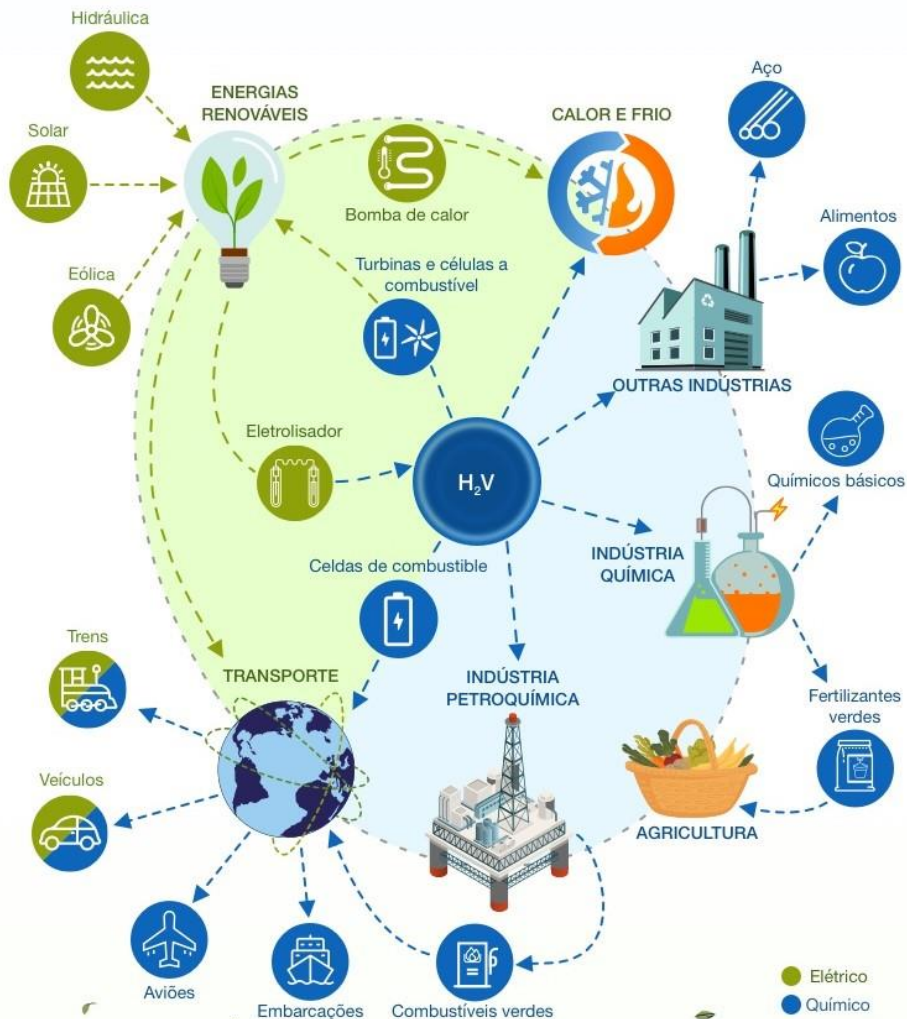 Hidráulica
ENERGIAS
RENOVÁVEIS
CALOR E FRIO
Aço
Solar
Bomba de calor
Alimentos
Eólica
Turbinas e células a
combustível
OUTRAS INDÚSTRIAS
Eletrolisador
H₂V
Químicos básicos
INDÚSTRIA
QUÍMICA
Celdas de combustible
Trens
TRANSPORTE
INDÚSTRIA
PETROQUÍMICA
Fertilizantes
verdes
Veículos
AGRICULTURA
Aviões
Embarcações
Combustíveis verdes
Elétrico
Químico